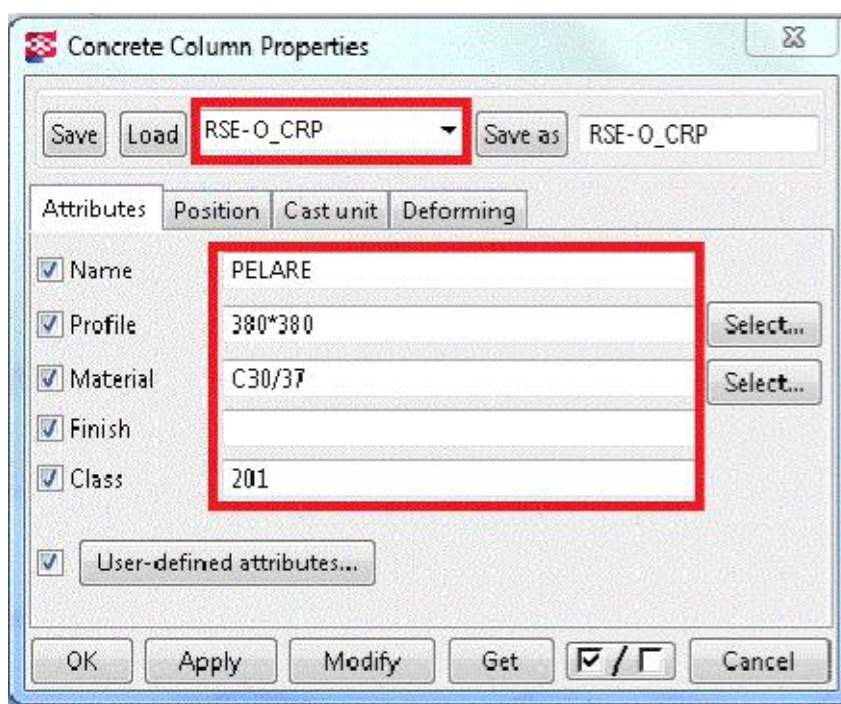 Concrete Column Properties
Save Load RSE-O_CRP Save as RSE-O_CRP
Attributes Position Cast unit Deforming
Name PELARE
Profile 380*380 Select...
Material C30/37 Select...
Finish
Class 201
User-defined attributes...
OK Apply Modify Get / Cancel